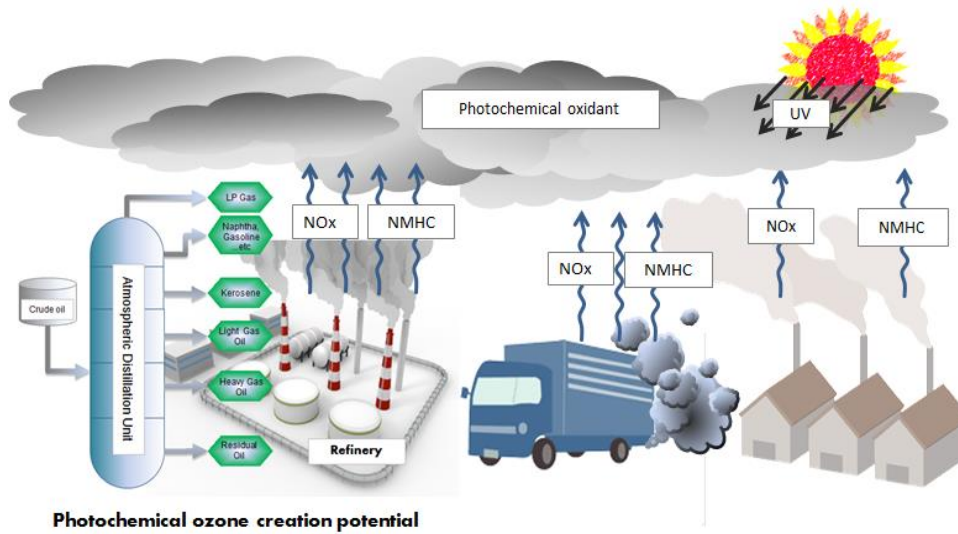 Photochemical oxidant
UV
LP Gas
Naphtha,
Gasoline
etc
Kerosene
Light Gas
Oil
Heavy Gas
Oil
Residual
Oil
Crude oil
Atmospheric Distillation Unit
NOx
NMHC
Refinery
NOx
NMHC
NOx
NMHC
Photochemical ozone creation potential